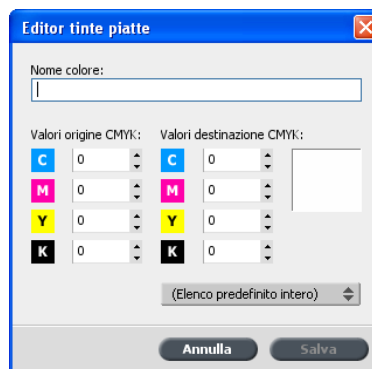 Editor tinte piatte
Nome colore:
Valori origine CMYK: Valori destinazione CMYK:
C 0 C 0
M 0 M 0
Y 0 Y 0
K 0 K 0
(Elenco predefinito intero)
Annulla Salva